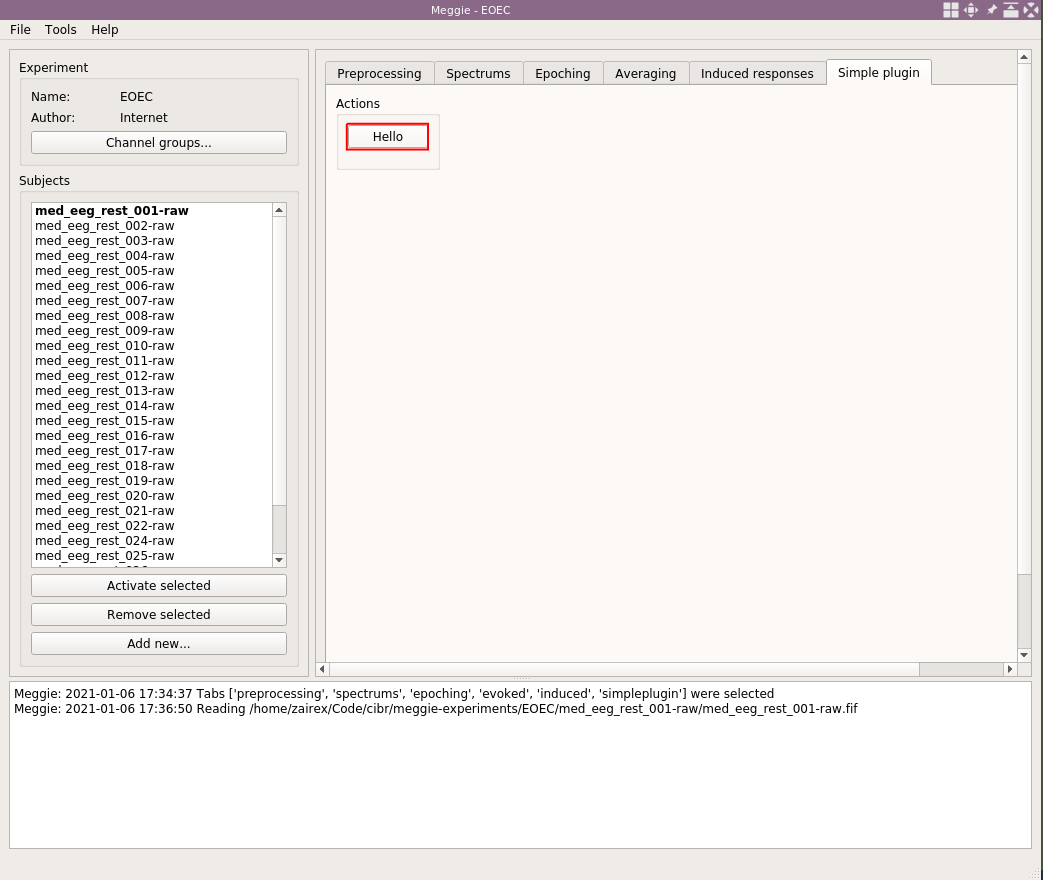 Meggie - EOEC
File Tools Help
Experiment
Name: EOEC
Author: Internet
Channel groups...
Subjects
med_eeg_rest_001-raw
med_eeg_rest_002-raw
med_eeg_rest_003-raw
med_eeg_rest_004-raw
med_eeg_rest_005-raw
med_eeg_rest_006-raw
med_eeg_rest_007-raw
med_eeg_rest_008-raw
med_eeg_rest_009-raw
med_eeg_rest_010-raw
med_eeg_rest_011-raw
med_eeg_rest_012-raw
med_eeg_rest_013-raw
med_eeg_rest_014-raw
med_eeg_rest_015-raw
med_eeg_rest_016-raw
med_eeg_rest_017-raw
med_eeg_rest_018-raw
med_eeg_rest_019-raw
med_eeg_rest_020-raw
med_eeg_rest_021-raw
med_eeg_rest_022-raw
med_eeg_rest_024-raw
med_eeg_rest_025-raw
Activate selected
Remove selected
Add new...
Preprocessing Spectrums Epoching Averaging Induced responses Simple plugin
Actions
Hello
Meggie: 2021-01-06 17:34:37 Tabs ['preprocessing', 'spectrums', 'epoching', 'evoked', 'induced', 'simpleplugin'] were selected
Meggie: 2021-01-06 17:36:50 Reading /home/zairex/Code/cibr/meggie-experiments/EOEC/med_eeg_rest_001-raw/med_eeg_rest_001-raw.fif